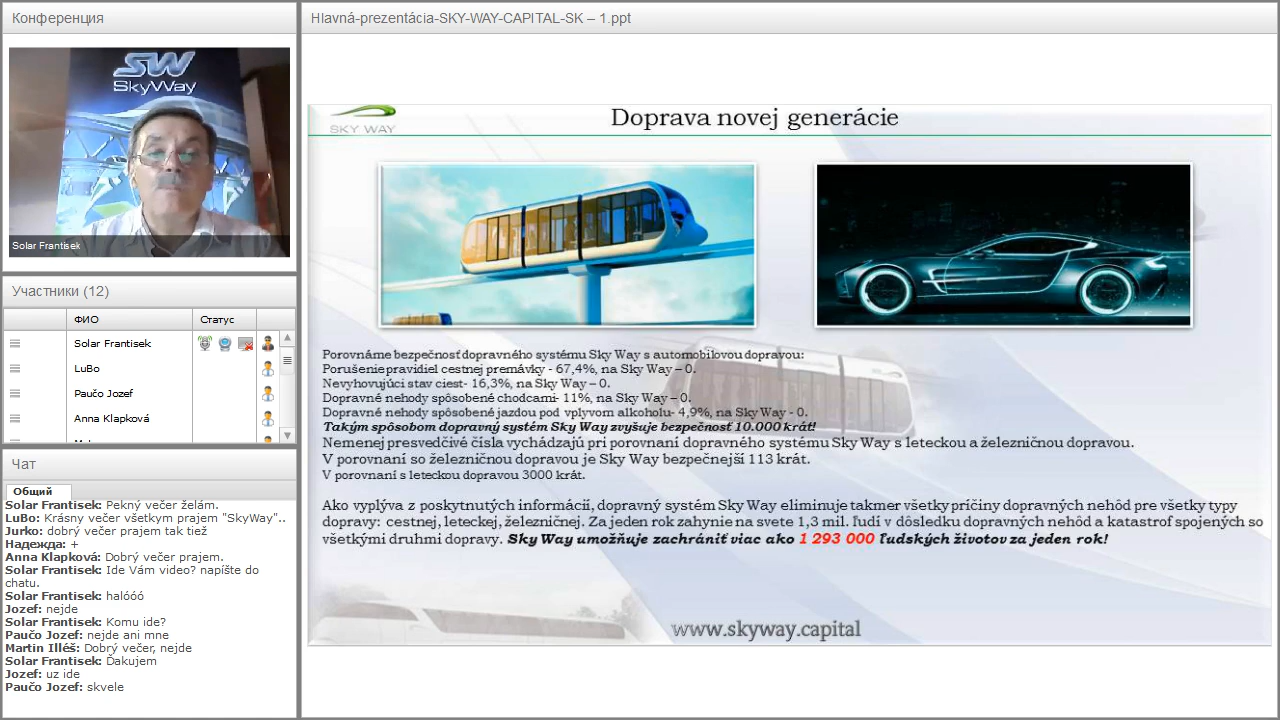 Конференция
SW
SkyWay
Solar Frantisek
Участники (12)
ФИО
Статус
Solar Frantisek
LuBo
Paučo Jozef
Anna Klapková
Чат
Общий
Solar Frantisek: Pekný večer želám.
LuBo: Krásny večer všetkym prajem "SkyWay"..
Jurko: dobrý večer prajem tak tiež
Надежда: +
Anna Klapková: Dobrý večer prajem.
Solar Frantisek: Ide Vám video? napíšte do
chatu.
Solar Frantisek: halóóó
Jozef: nejde
Solar Frantisek: Komu ide?
Paučo Jozef: nejde ani mne
Martin Illéš: Dobrý večer, nejde
Solar Frantisek: Ďakujem
Jozef: uz ide
Paučo Jozef: skvele
Hlavná-prezentácia-SKY-WAY-CAPITAL-SK – 1.ppt
SKY WAY
Doprava novej generácie
Porovnáme bezpečnosť dopravného systému Sky Way s automobilovou dopravou:
Porušenie pravidiel cestnej premávky - 67,4%, na Sky Way – 0.
Nevyhovujúci stav ciest- 16,3%, na Sky Way – 0.
Dopravné nehody spôsobené chodcami- 11%, na Sky Way – 0.
Dopravné nehody spôsobené jazdou pod vplyvom alkoholu- 4,9%, na Sky Way - 0.
Takým spôsobom dopravný systém Sky Way zvyšuje bezpečnosť 10.000 krát!
Nemenej presvedčivé čísla vychádzajú pri porovnaní dopravného systému Sky Way s leteckou a železničnou dopravou.
V porovnaní so železničnou dopravou je Sky Way bezpečnejší 113 krát.
V porovnaní s leteckou dopravou 3000 krát.
Ako vyplýva z poskytnutých informácií, dopravný systém Sky Way eliminuje takmer všetky príčiny dopravných nehôd pre všetky typy
dopravy: cestnej, leteckej, železničnej. Za jeden rok zahynie na svete 1,3 mil. ľudí v dôsledku dopravných nehôd a katastrof spojených so
všetkými druhmi dopravy. Sky Way umožňuje zachrániť viac ako 1 293 000 ľudských životov za jeden rok!
www.skyway.capital